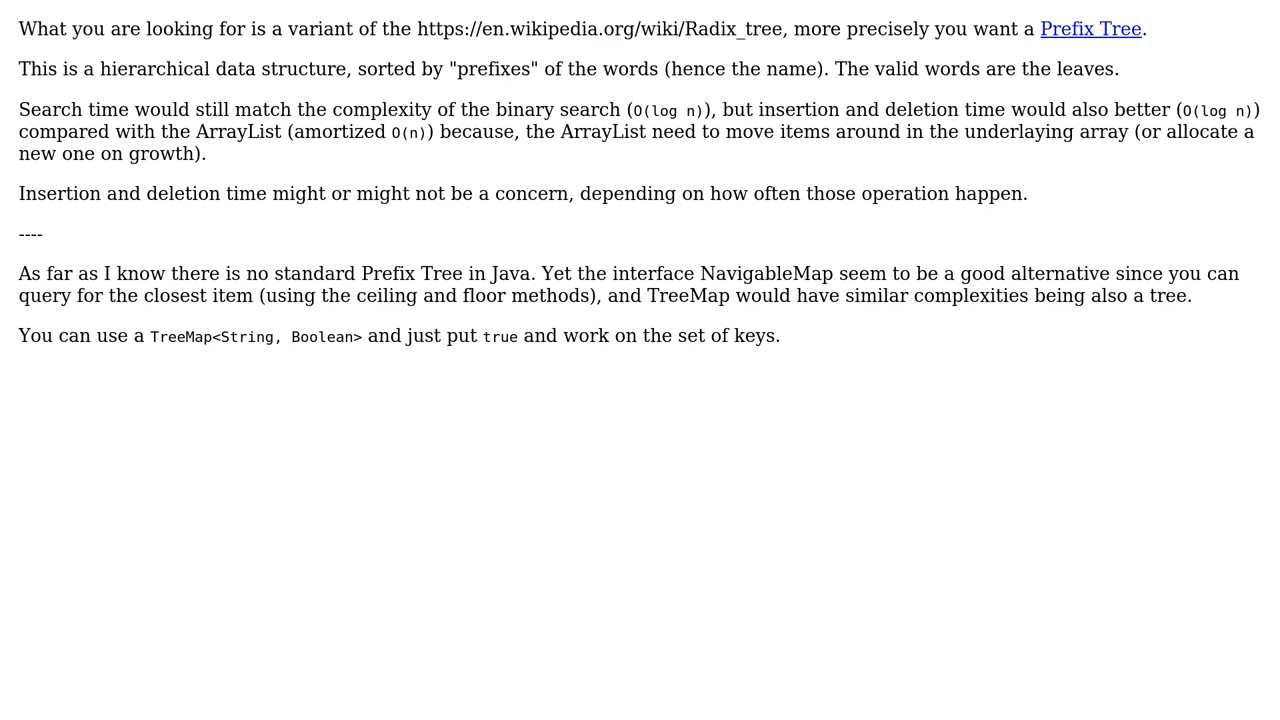 What you are looking for is a variant of the https://en.wikipedia.org/wiki/Radix_tree, more precisely you want a Prefix Tree.
This is a hierarchical data structure, sorted by "prefixes" of the words (hence the name). The valid words are the leaves.
Search time would still match the complexity of the binary search (O(log n)), but insertion and deletion time would also better (O(log n))
compared with the ArrayList (amortized O(n)) because, the ArrayList need to move items around in the underlaying array (or allocate a
new one on growth).
Insertion and deletion time might or might not be a concern, depending on how often those operation happen.
----
As far as I know there is no standard Prefix Tree in Java. Yet the interface NavigableMap seem to be a good alternative since you can
query for the closest item (using the ceiling and floor methods), and TreeMap would have similar complexities being also a tree.
You can use a TreeMap<String, Boolean> and just put true and work on the set of keys.